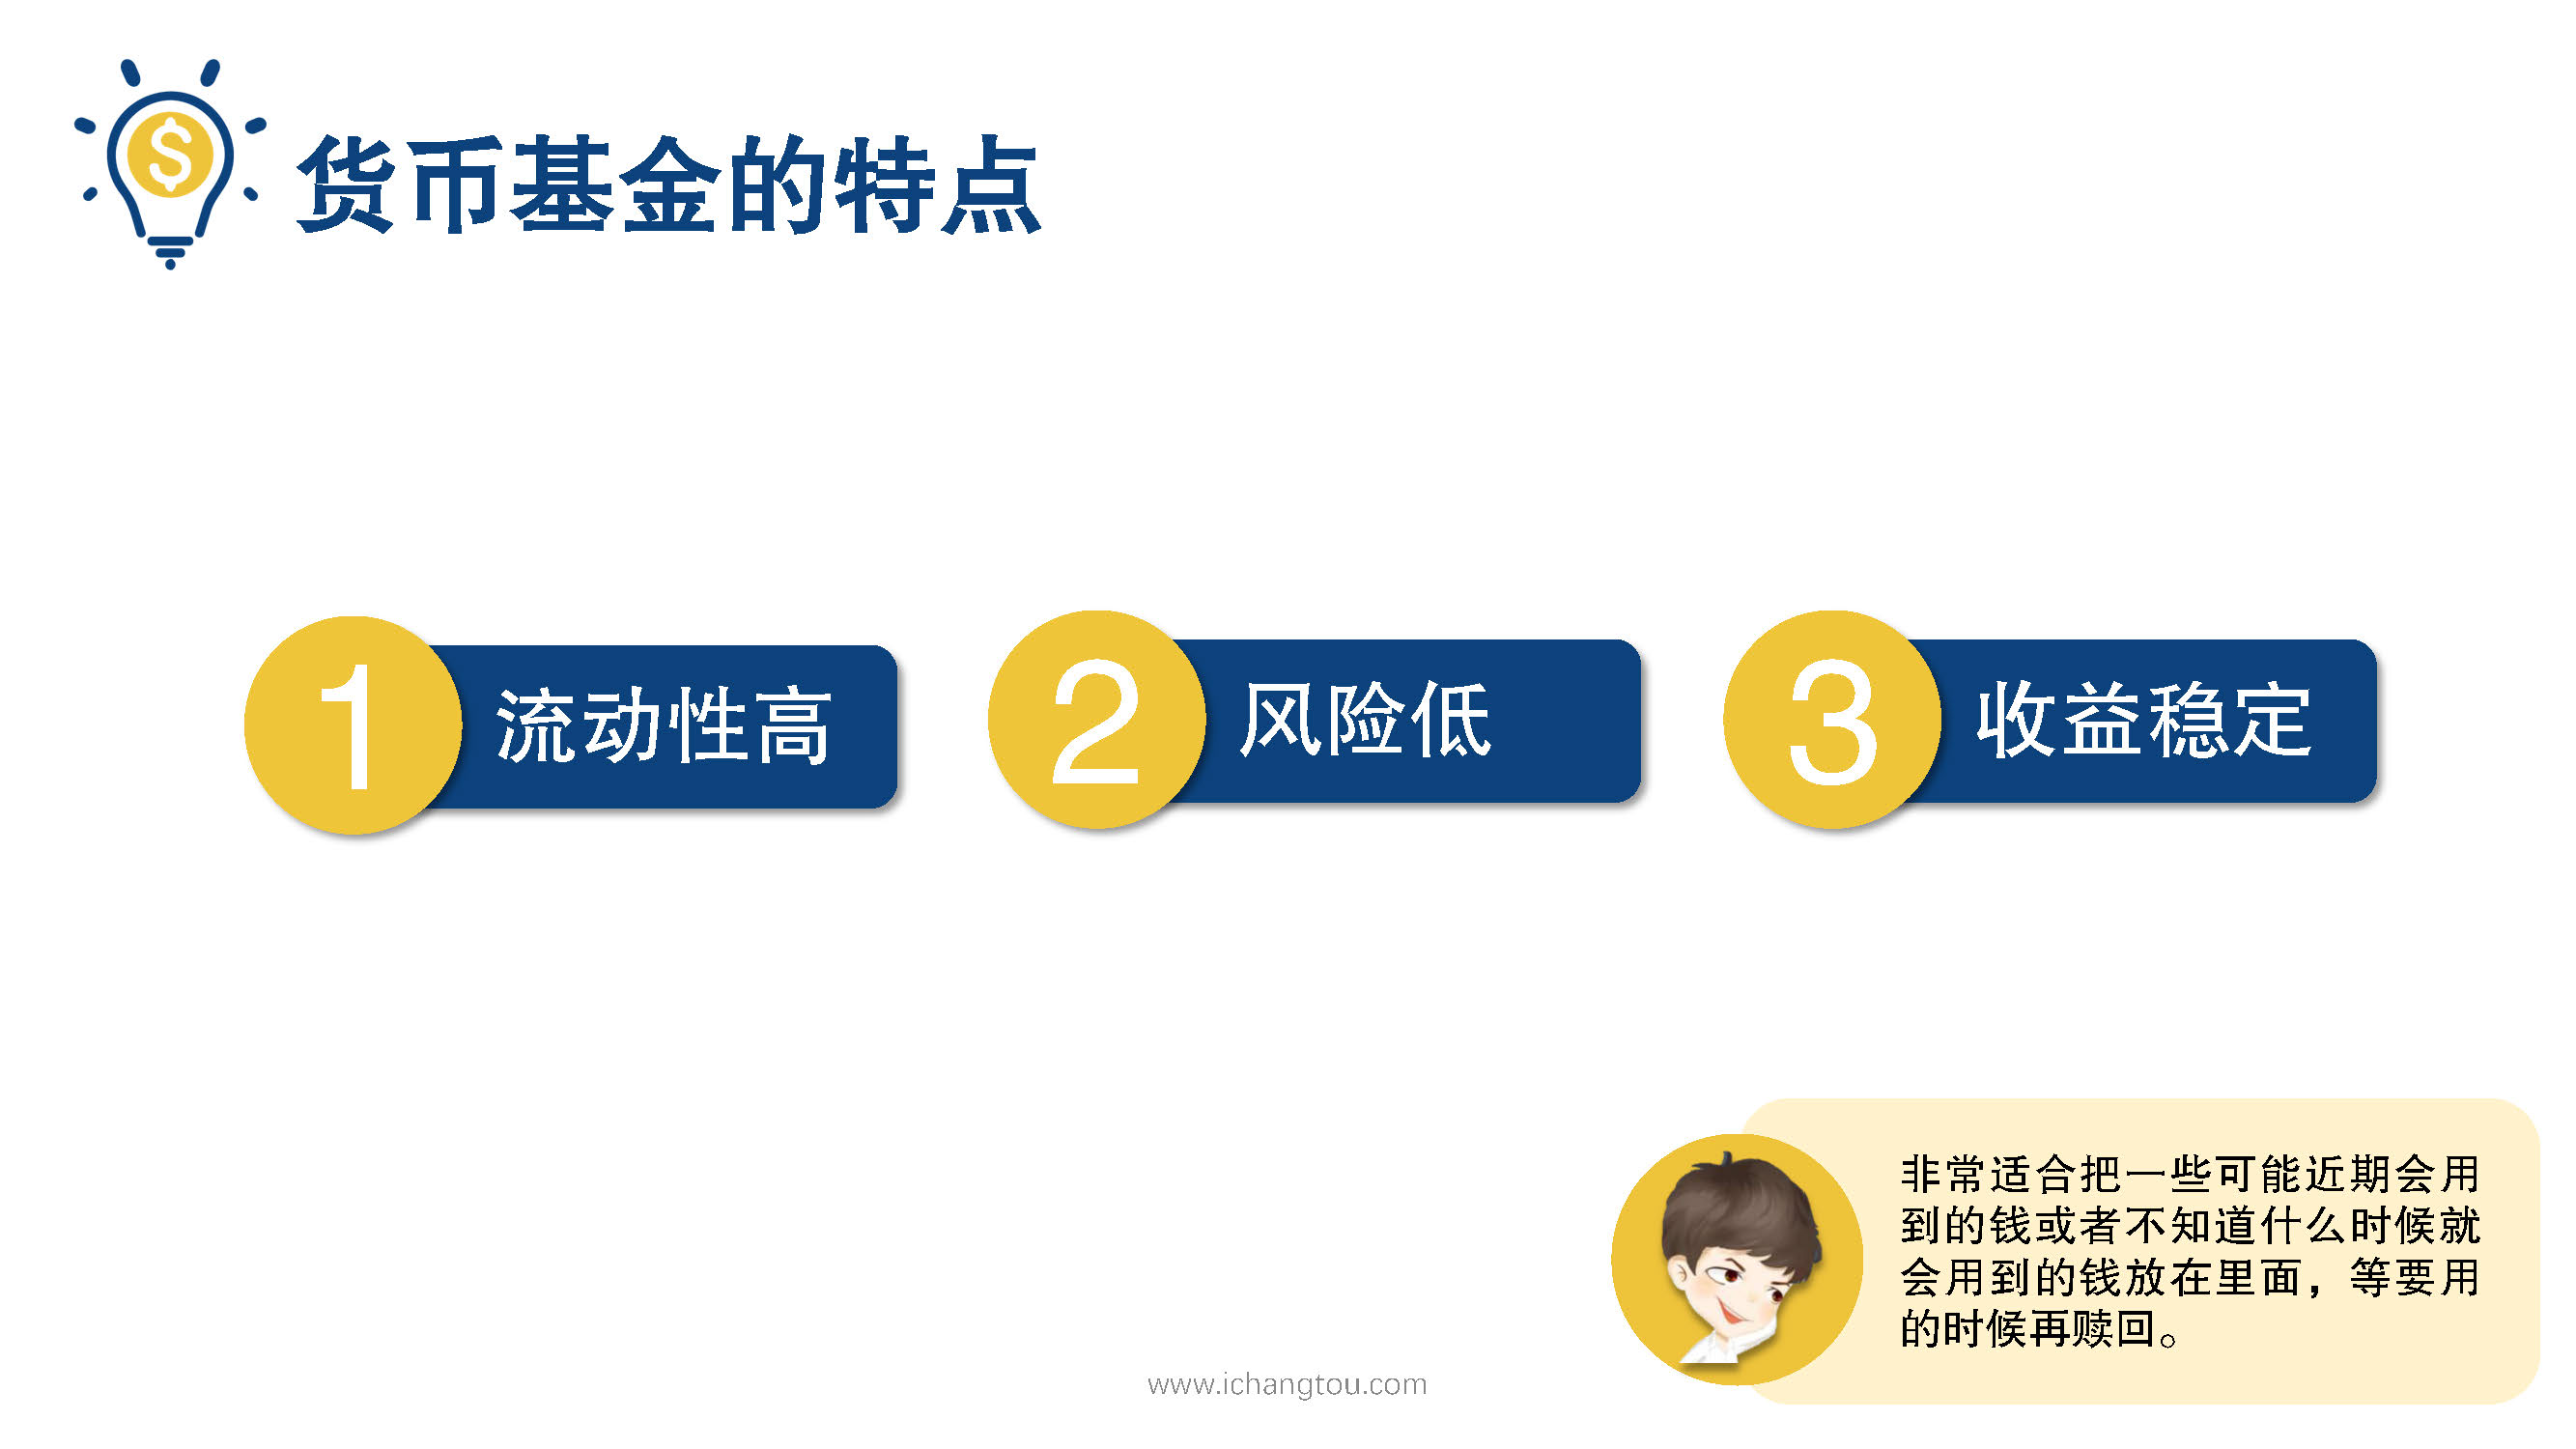 货币基金的特点
1 流动性高
2 风险低
3 收益稳定
非常适合把一些可能近期会用
到的钱或者不知道什么时候就
会用到的钱放在里面，等要用
的时候再赎回。
www.ichangtou.com